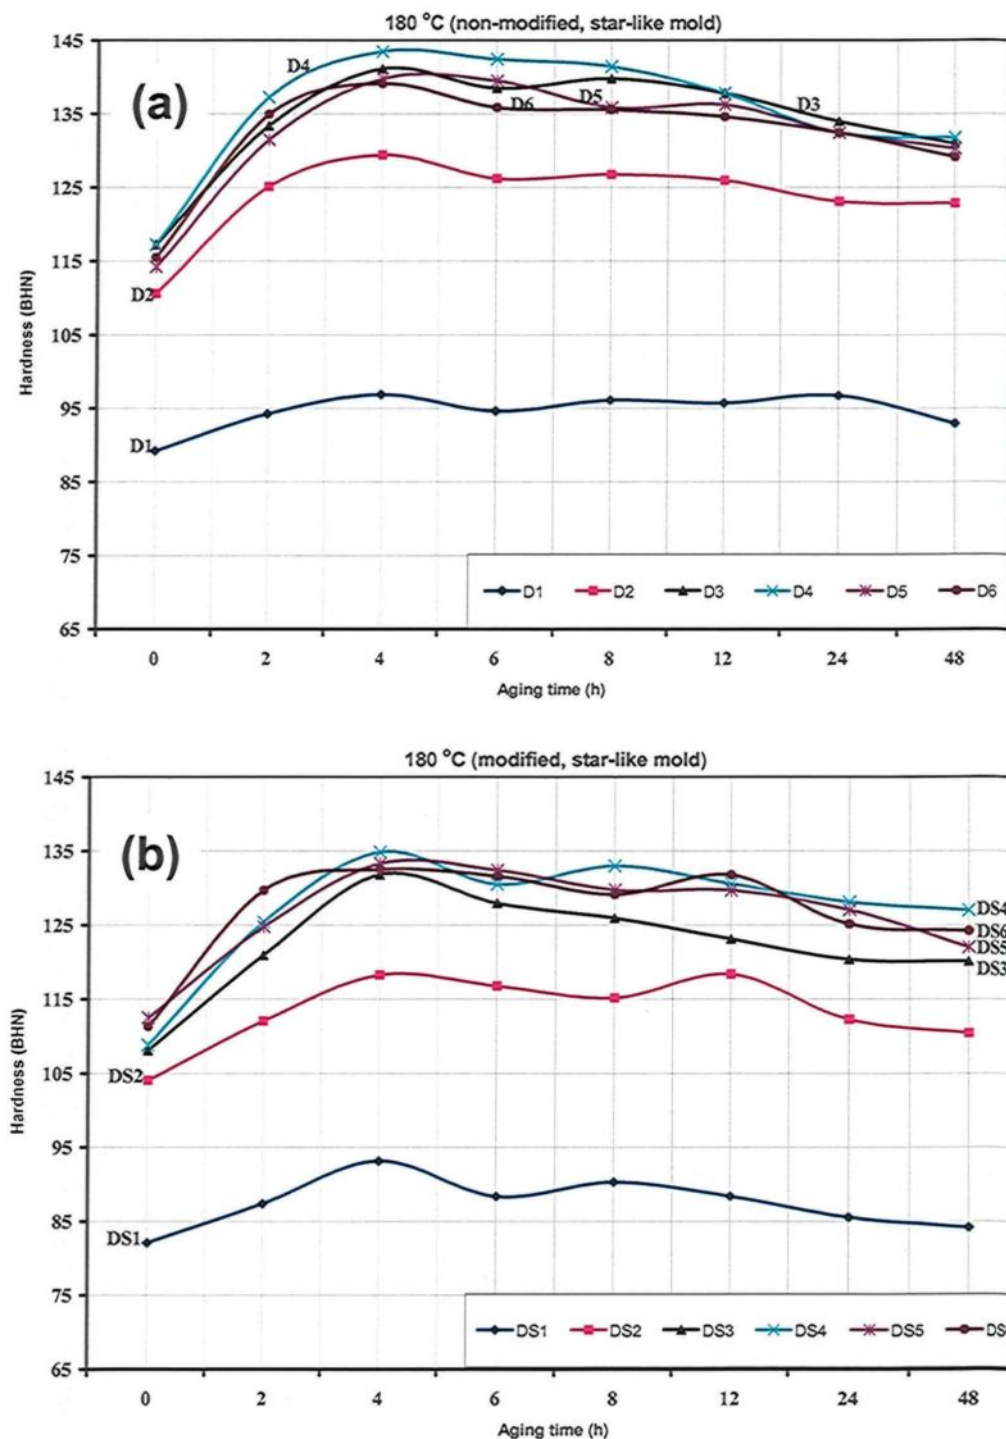 180 °C (non-modified, star-like mold)
(a)
145
135
125
115
105
95
85
75
65
Hardness (BHN)
D4
D6
D5
D3
D2
D1
D1 D2 D3 D4 D5 D6
0 2 4 6 8 12 24 48
Aging time (h)
180 °C (modified, star-like mold)
(b)
145
135
125
115
105
95
85
75
65
Hardness (BHN)
DS4
DS6
DS5
DS3
DS2
DS1
DS1 DS2 DS3 DS4 DS5 DS
0 2 4 6 8 12 24 48
Aging time (h)